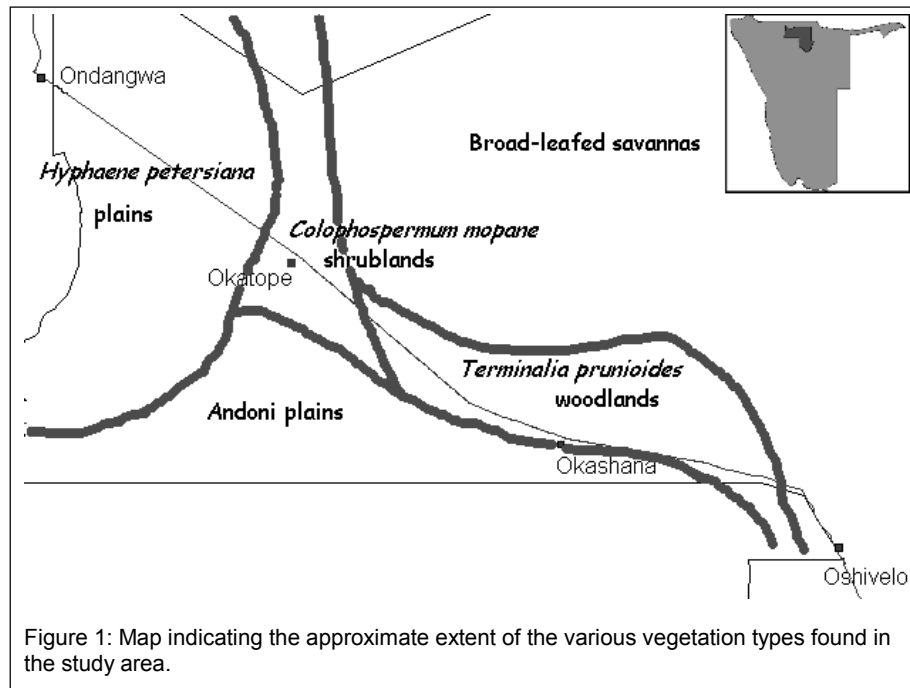 Ondangwa
Broad-leafed savannas
Hyphaene petersiana
plains
Colophospermum mopane
shrublands
Okatope
Terminalia prunioides
woodlands
Andoni plains
Okashana
Oshivelo
Figure 1: Map indicating the approximate extent of the various vegetation types found in
the study area.